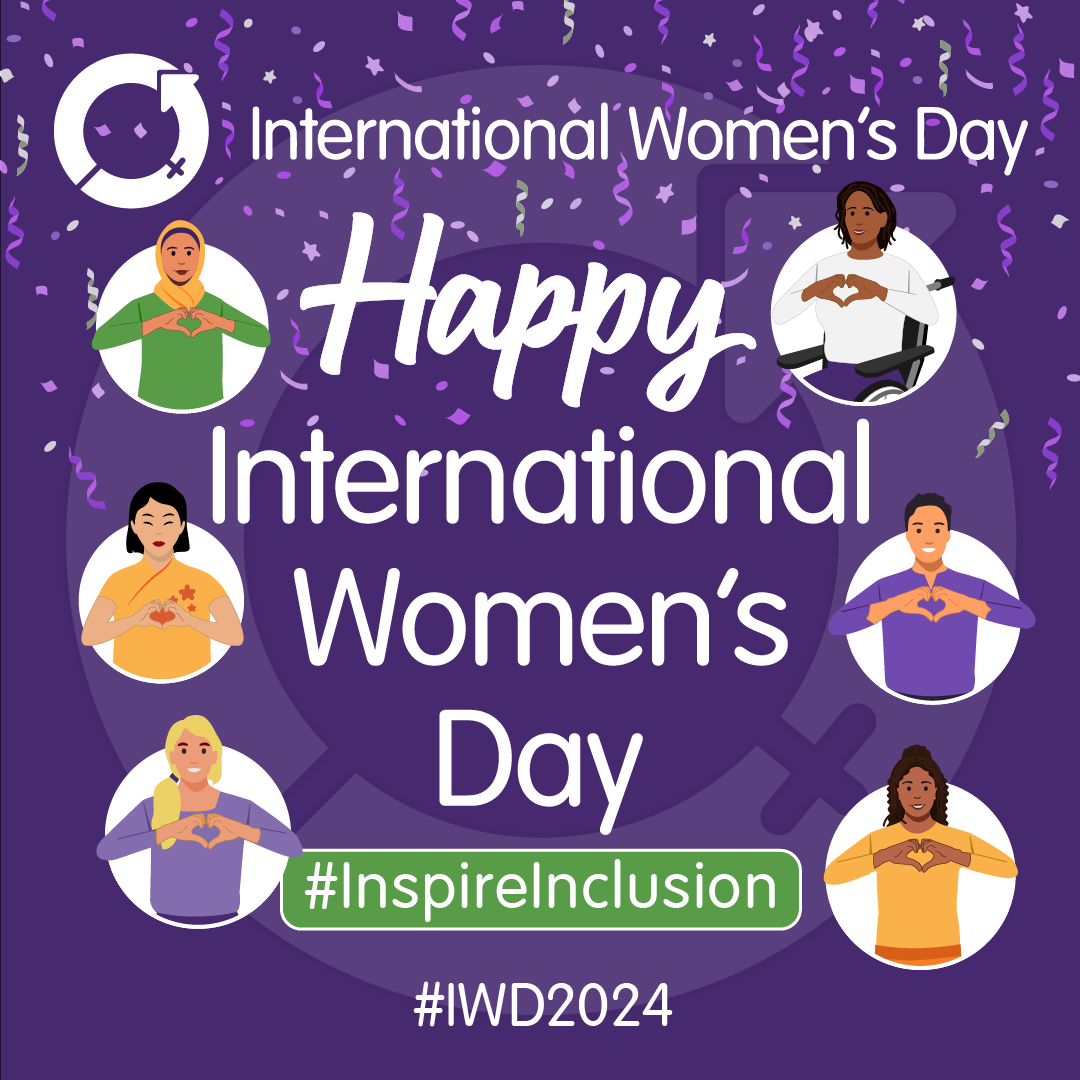 International Women's Day
Happy
International
Women's
Day
#InspireInclusion
#IWD2024